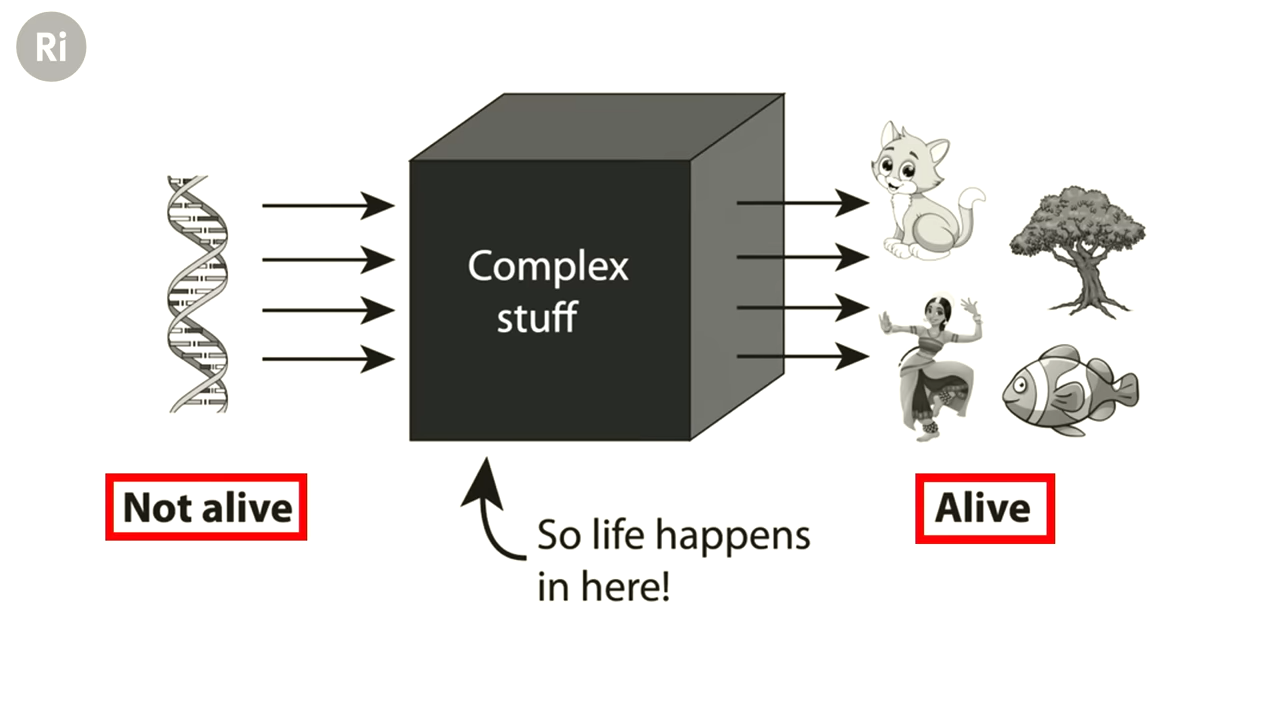 Ri
Complex
stuff
Not alive
Alive
So life happens
in here!